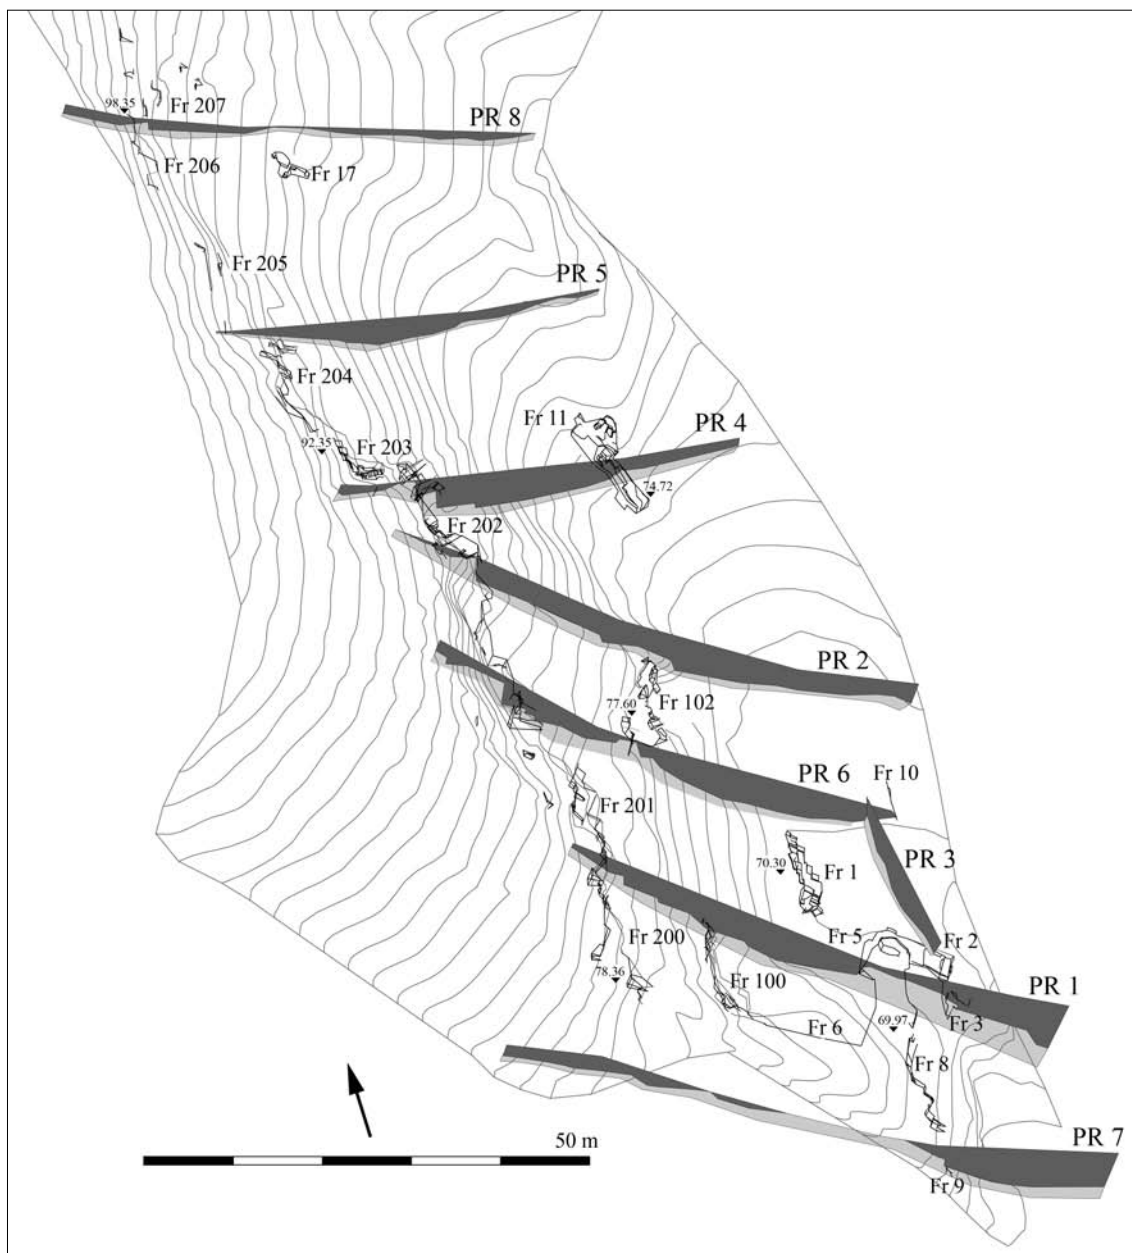 98.35
Fr 207
PR 8
Fr 206
Fr 17
Fr 205
PR 5
Fr 204
Fr 11
PR 4
92.35
Fr 203
74.72
Fr 202
PR 2
Fr 102
77.60
PR 6
Fr 10
Fr 201
PR 3
70.30
Fr 1
Fr 5
Fr 2
Fr 200
78.36
Fr 100
PR 1
Fr 6
69.97
Fr 3
Fr 8
50 m
PR 7
Fr 9